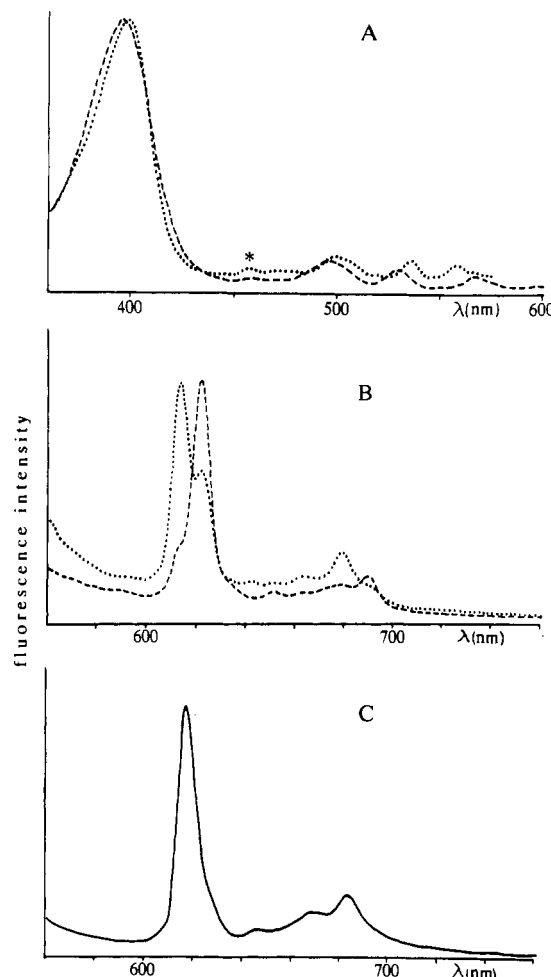 A
*
400
500
λ(nm)
600
B
600
700
λ(nm)
fluorescence intensity
C
600
700
λ(nm)